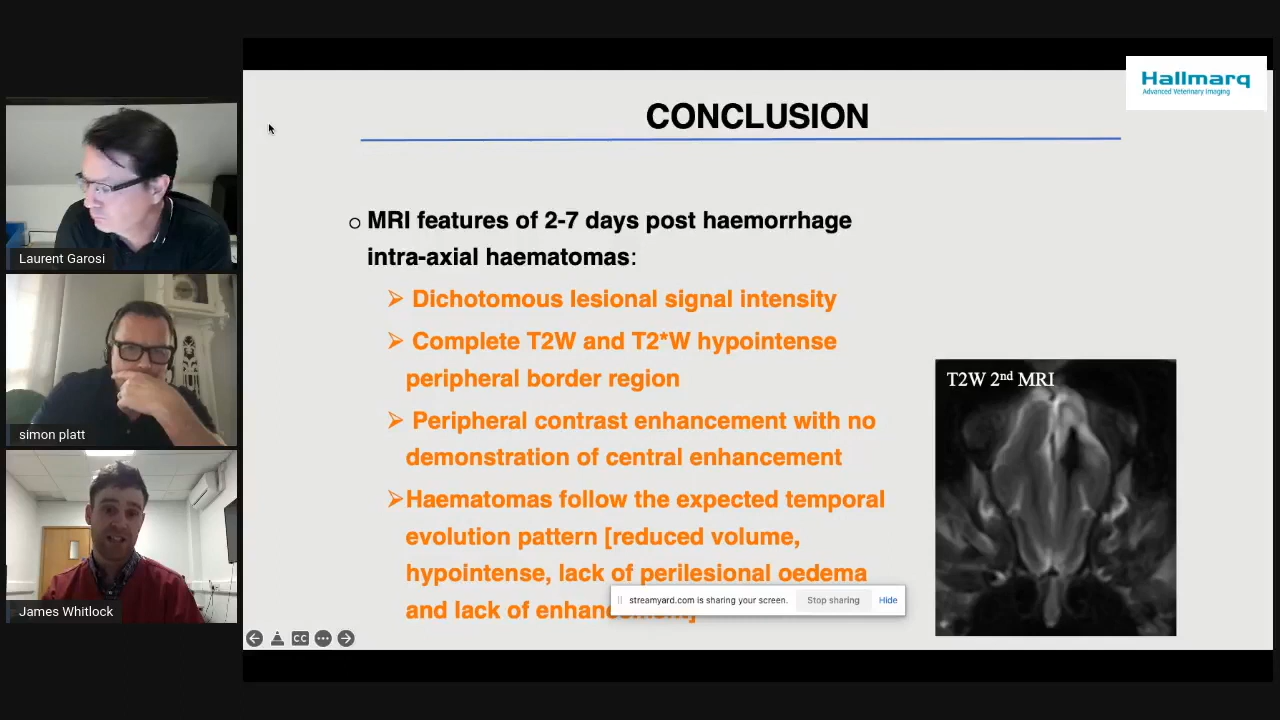 Hallmarq
Advanced Veterinary Imaging
CONCLUSION
Laurent Garosi
simon platt
James Whitlock
MRI features of 2-7 days post haemorrhage
intra-axial haematomas:
Dichotomous lesional signal intensity
Complete T2W and T2*W hypointense
peripheral border region
Peripheral contrast enhancement with no
demonstration of central enhancement
Haematomas follow the expected temporal
evolution pattern [reduced volume,
hypointense, lack of perilesional oedema
and lack of
T2W 2nd MRI
streamyard.com is sharing your screen.
Stop sharing
Hide
CC